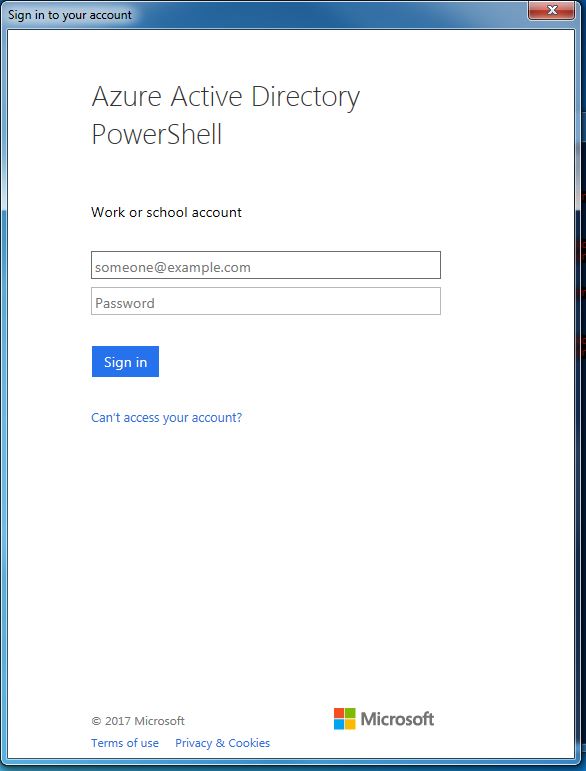 Sign in to your account
Azure Active Directory
PowerShell
Work or school account
someone@example.com
Password
Sign in
Can't access your account?
© 2017 Microsoft
Microsoft
Terms of use Privacy & Cookies